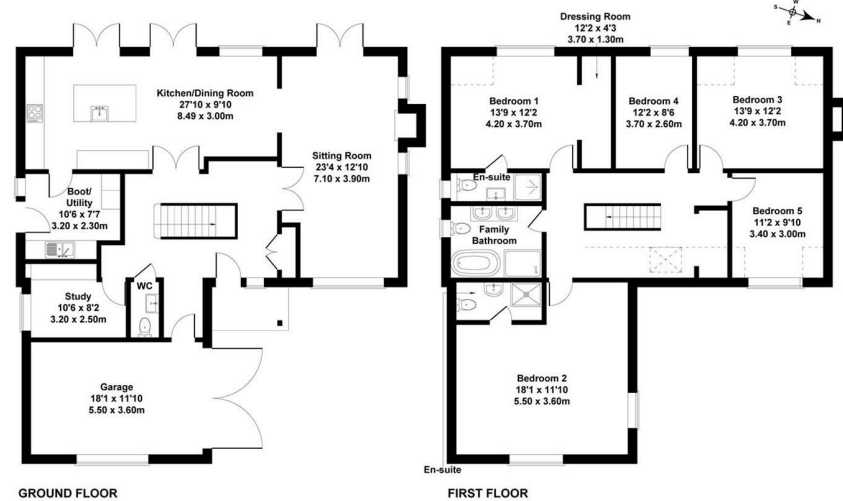 Kitchen/Dining Room
27'10 x 9'10
8.49 x 3.00m
Sitting Room
23'4 x 12'10
7.10 x 3.90m
Boot/
Utility
10'6 x 7'7
3.20 x 2.30m
Study
10'6 x 8'2
3.20 x 2.50m
WC
Garage
18'1 x 11'10
5.50 x 3.60m
GROUND FLOOR
S
W
E
N
Dressing Room
12'2 x 4'3
3.70 x 1.30m
Bedroom 1
13'9 x 12'2
4.20 x 3.70m
Bedroom 4
12'2 x 8'6
3.70 x 2.60m
Bedroom 3
13'9 x 12'2
4.20 x 3.70m
En-suite
Family
Bathroom
Bedroom 5
11'2 x 9'10
3.40 x 3.00m
Bedroom 2
18'1 x 11'10
5.50 x 3.60m
En-suite
FIRST FLOOR